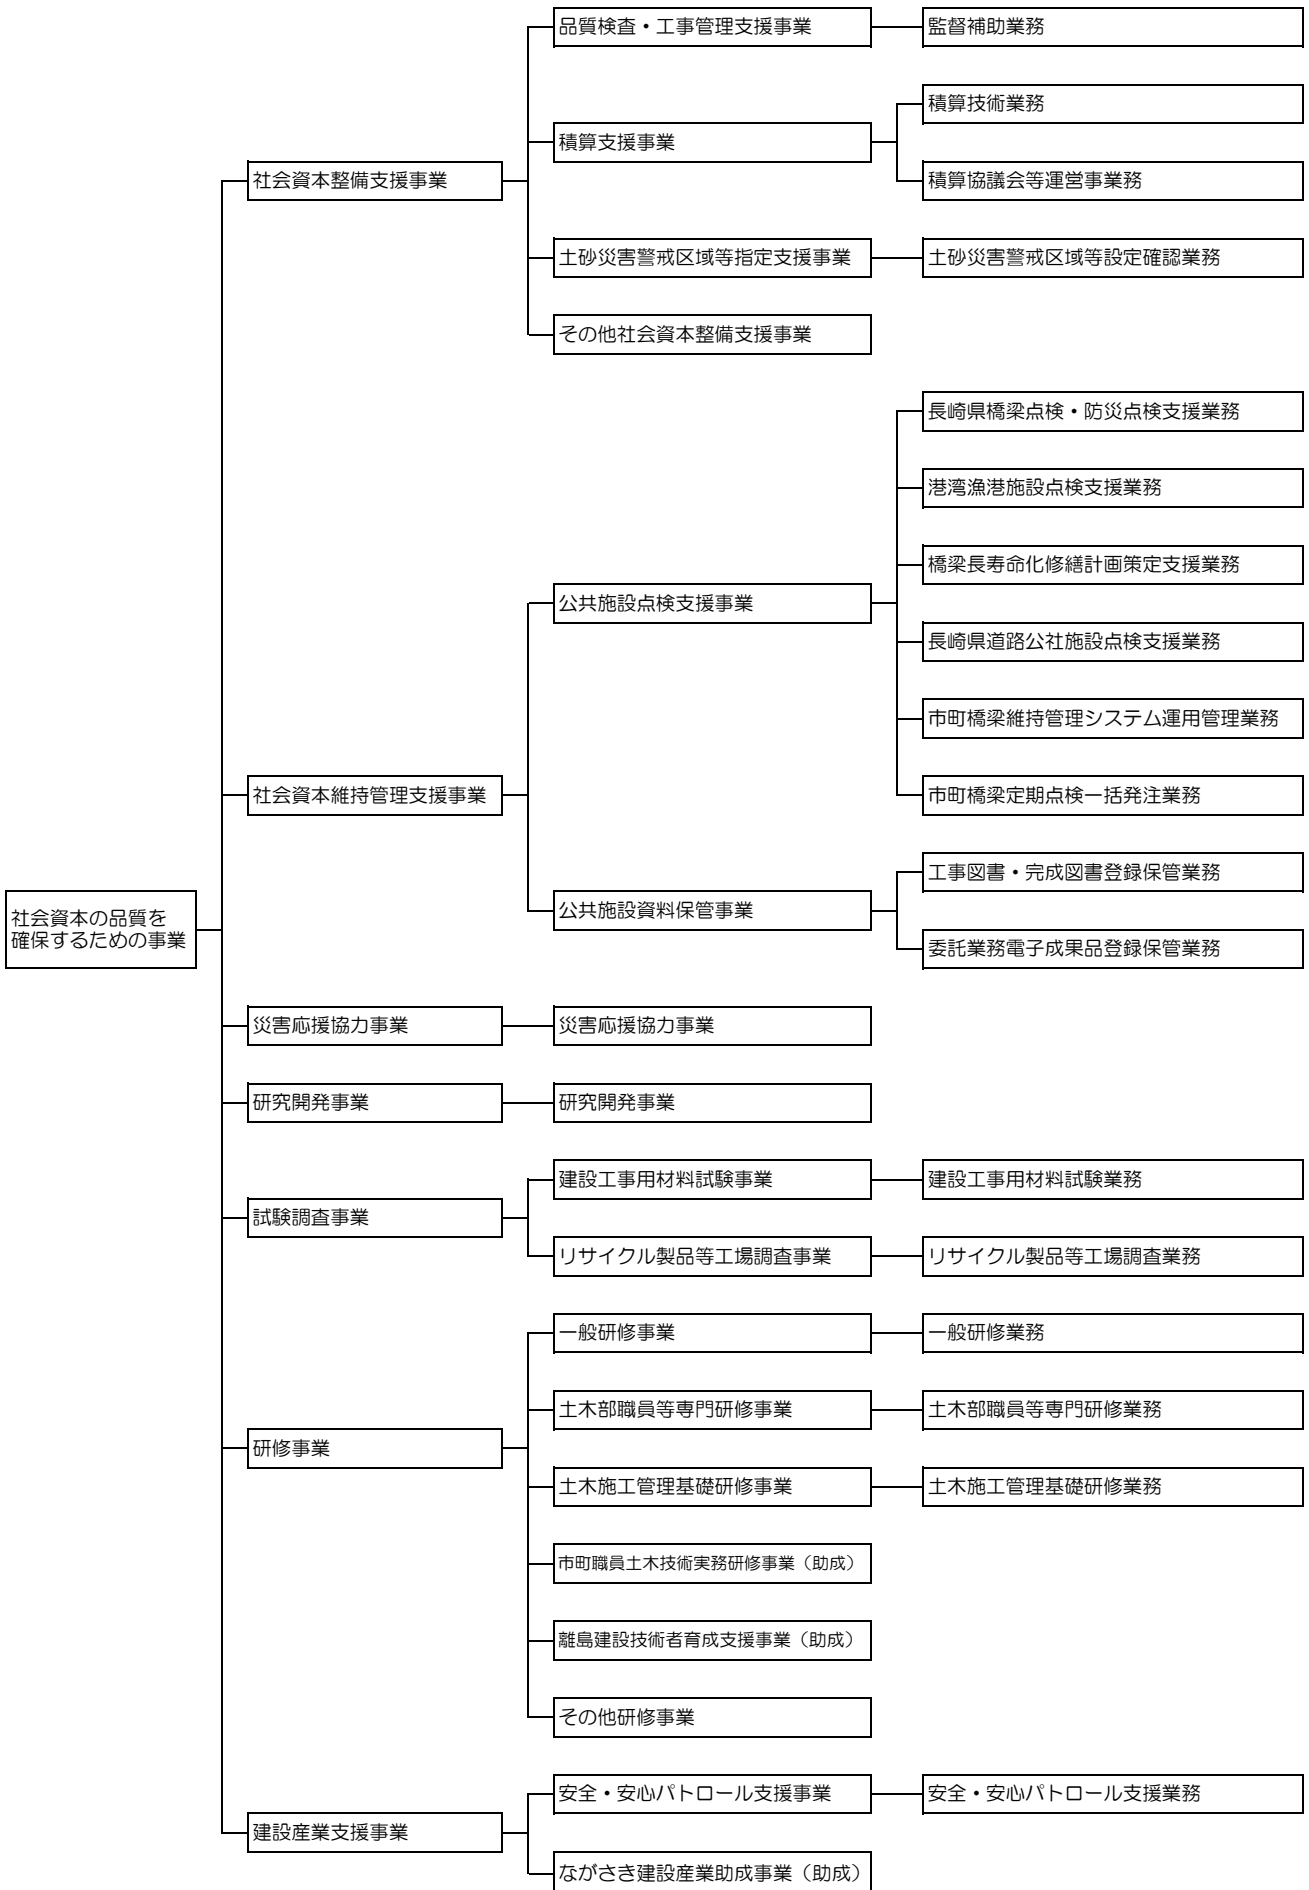 品質検査・工事管理支援事業
監督補助業務
積算技術業務
積算支援事業
社会資本整備支援事業
積算協議会等運営事業務
土砂災害警戒区域等指定支援事業
土砂災害警戒区域等設定確認業務
その他社会資本整備支援事業
長崎県橋梁点検・防災点検支援業務
港湾漁港施設点検支援業務
橋梁長寿命化修繕計画策定支援業務
公共施設点検支援事業
長崎県道路公社施設点検支援業務
市町橋梁維持管理システム運用管理業務
社会資本維持管理支援事業
市町橋梁定期点検一括発注業務
工事図書・完成図書登録保管業務
公共施設資料保管事業
社会資本の品質を
確保するための事業
委託業務電子成果品登録保管業務
災害応援協力事業
災害応援協力事業
研究開発事業
研究開発事業
建設工事用材料試験事業
建設工事用材料試験業務
試験調査事業
リサイクル製品等工場調査事業
リサイクル製品等工場調査業務
一般研修事業
一般研修業務
土木部職員等専門研修事業
土木部職員等専門研修業務
研修事業
土木施工管理基礎研修事業
土木施工管理基礎研修業務
市町職員土木技術実務研修事業（助成）
離島建設技術者育成支援事業（助成）
その他研修事業
安全・安心パトロール支援事業
安全・安心パトロール支援業務
建設産業支援事業
ながさき建設産業助成事業（助成）